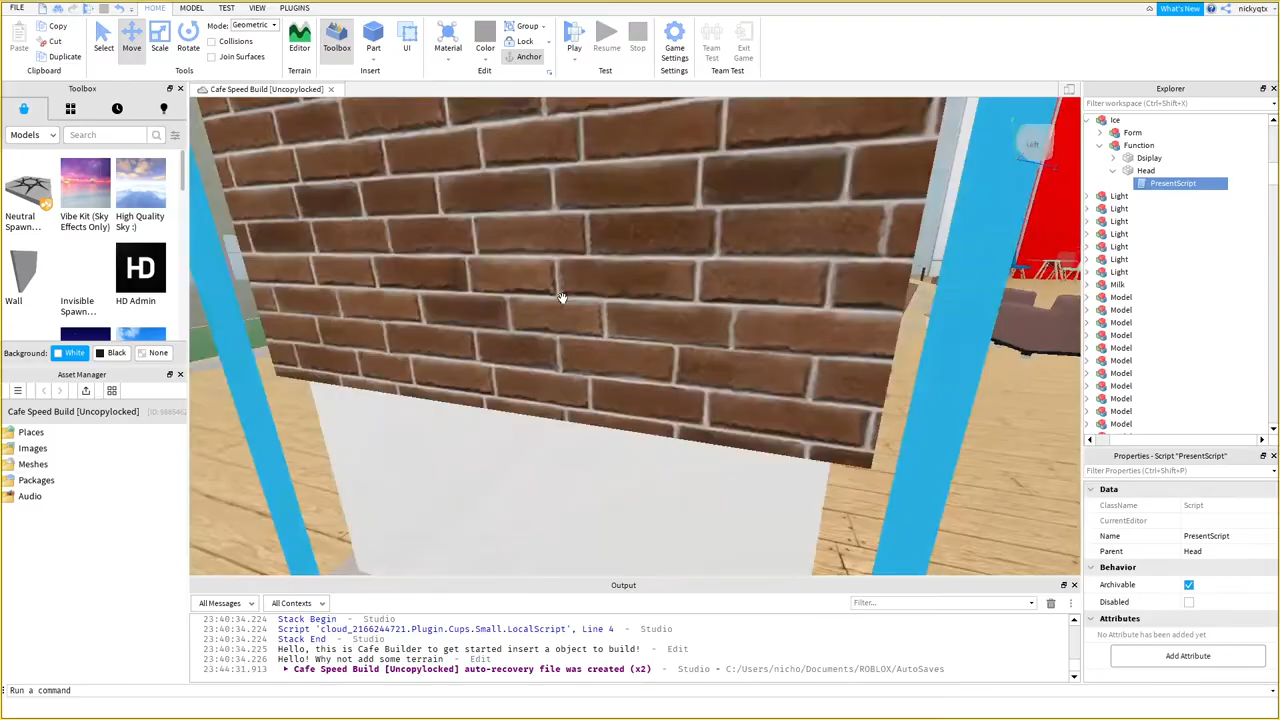 FILE HOME MODEL TEST VIEW PLUGINS What's New nickyqtx
Paste Copy Cut Duplicate Clipboard
Select Move Scale Rotate Mode: Geometric Collisions Join Surfaces Tools
Editor Terrain
Toolbox Part UI Insert
Material Color Group Lock Anchor Edit
Play Resume Stop Test
Game Settings Settings
Team Test Exit Game Team Test
Toolbox
Models Search
Neutral Spawn...
Vibe Kit (Sky Effects Only)
High Quality Sky :)
Wall
Invisible Spawn...
HD
HD Admin
Background: White Black None
Asset Manager
Cafe Speed Build [Uncopylocked]
Places
Images
Meshes
Packages
Audio
Cafe Speed Build [Uncopylocked]
Left
Output
All Messages All Contexts Filter...
23:40:34.224 Stack Begin - Studio
23:40:34.224 Script 'cloud_2166244721.Plugin.Cups.Small.LocalScript', Line 4 - Studio
23:40:34.224 Stack End - Studio
23:40:34.225 Hello, this is Cafe Builder to get started insert a object to build! - Edit
23:40:34.226 Hello! Why not add some terrain - Edit
23:44:31.913 Cafe Speed Build [Uncopylocked] auto-recovery file was created (x2) - Studio - C:/Users/nicho/Documents/ROBLOX/AutoSaves
Run a command
Explorer
Filter workspace (Ctrl+Shift+X)
Ice
Form
Function
Dsplay
Head
PresentScript
Light
Light
Light
Light
Light
Light
Light
Milk
Model
Model
Model
Model
Model
Model
Model
Model
Model
Model
Model
Properties - Script "PresentScript"
Filter Properties (Ctrl+Shift+P)
Data
ClassName Script
CurrentEditor
Name PresentScript
Parent Head
Behavior
Archivable
Disabled
Attributes
No Attribute has been added yet
Add Attribute